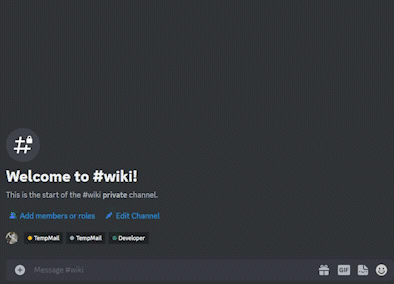 Welcome to #wiki!
This is the start of the #wiki private channel.
Add members or roles Edit Channel
TempMail TempMail Developer
Message #wiki GIF